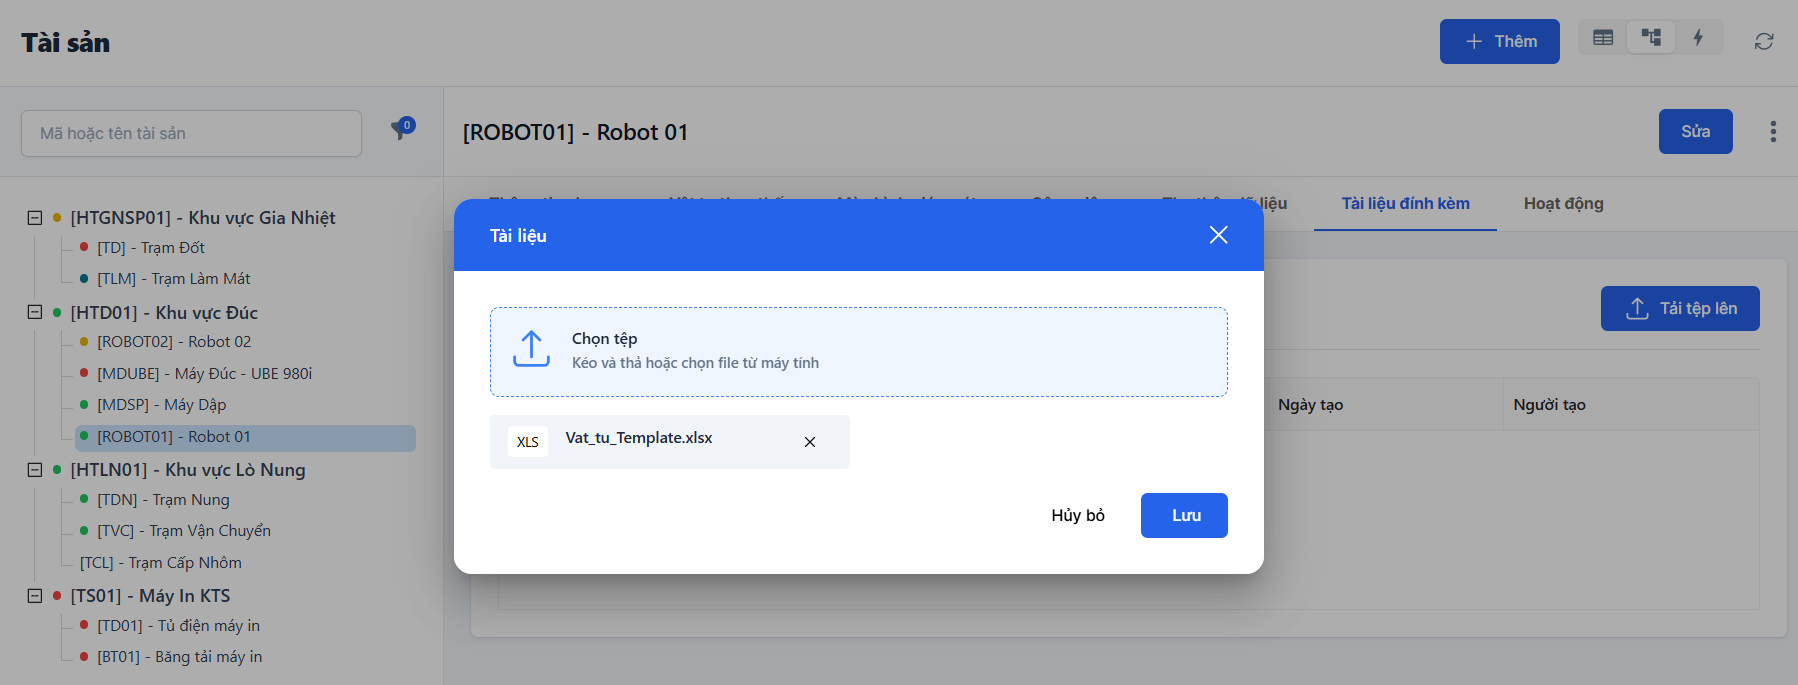 Tài sản
Thêm
Mã hoặc tên tài sản
0
[ROBOT01] - Robot 01
Sửa
liệu
Tài liệu đính kèm
Hoạt động
[HTGNSP01] - Khu vực Gia Nhiệt
[TD] - Trạm Đốt
[TLM] - Trạm Làm Mát
[HTD01] - Khu vực Đúc
[ROBOT02] - Robot 02
[MDUBE] - Máy Đúc - UBE 980i
[MDSP] - Máy Dập
[ROBOT01] - Robot 01
[HTLN01] - Khu vực Lò Nung
[TDN] - Trạm Nung
[TVC] - Trạm Vận Chuyển
[TCL] - Trạm Cấp Nhôm
[TS01] - Máy In KTS
[TD01] - Tủ điện máy in
[BT01] - Băng tải máy in
Tài liệu
Chọn tệp
Kéo và thả hoặc chọn file từ máy tính
XLS
Vat_tu_Template.xlsx
Hủy bỏ
Lưu
Tải tệp lên
Ngày tạo
Người tạo